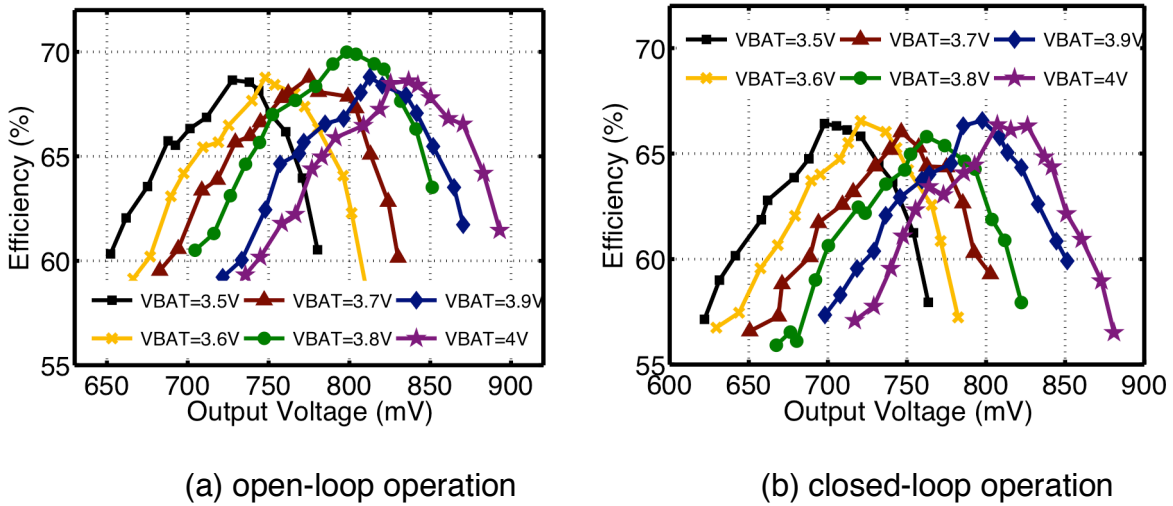 70
65
60
55
Efficiency (%)
VBAT=3.5V VBAT=3.7V VBAT=3.9V
VBAT=3.6V VBAT=3.8V VBAT=4V
650 700 750 800 850 900
Output Voltage (mV)
(a) open-loop operation
70
65
60
55
Efficiency (%)
VBAT=3.5V VBAT=3.7V VBAT=3.9V
VBAT=3.6V VBAT=3.8V VBAT=4V
600 650 700 750 800 850 900
Output Voltage (mV)
(b) closed-loop operation